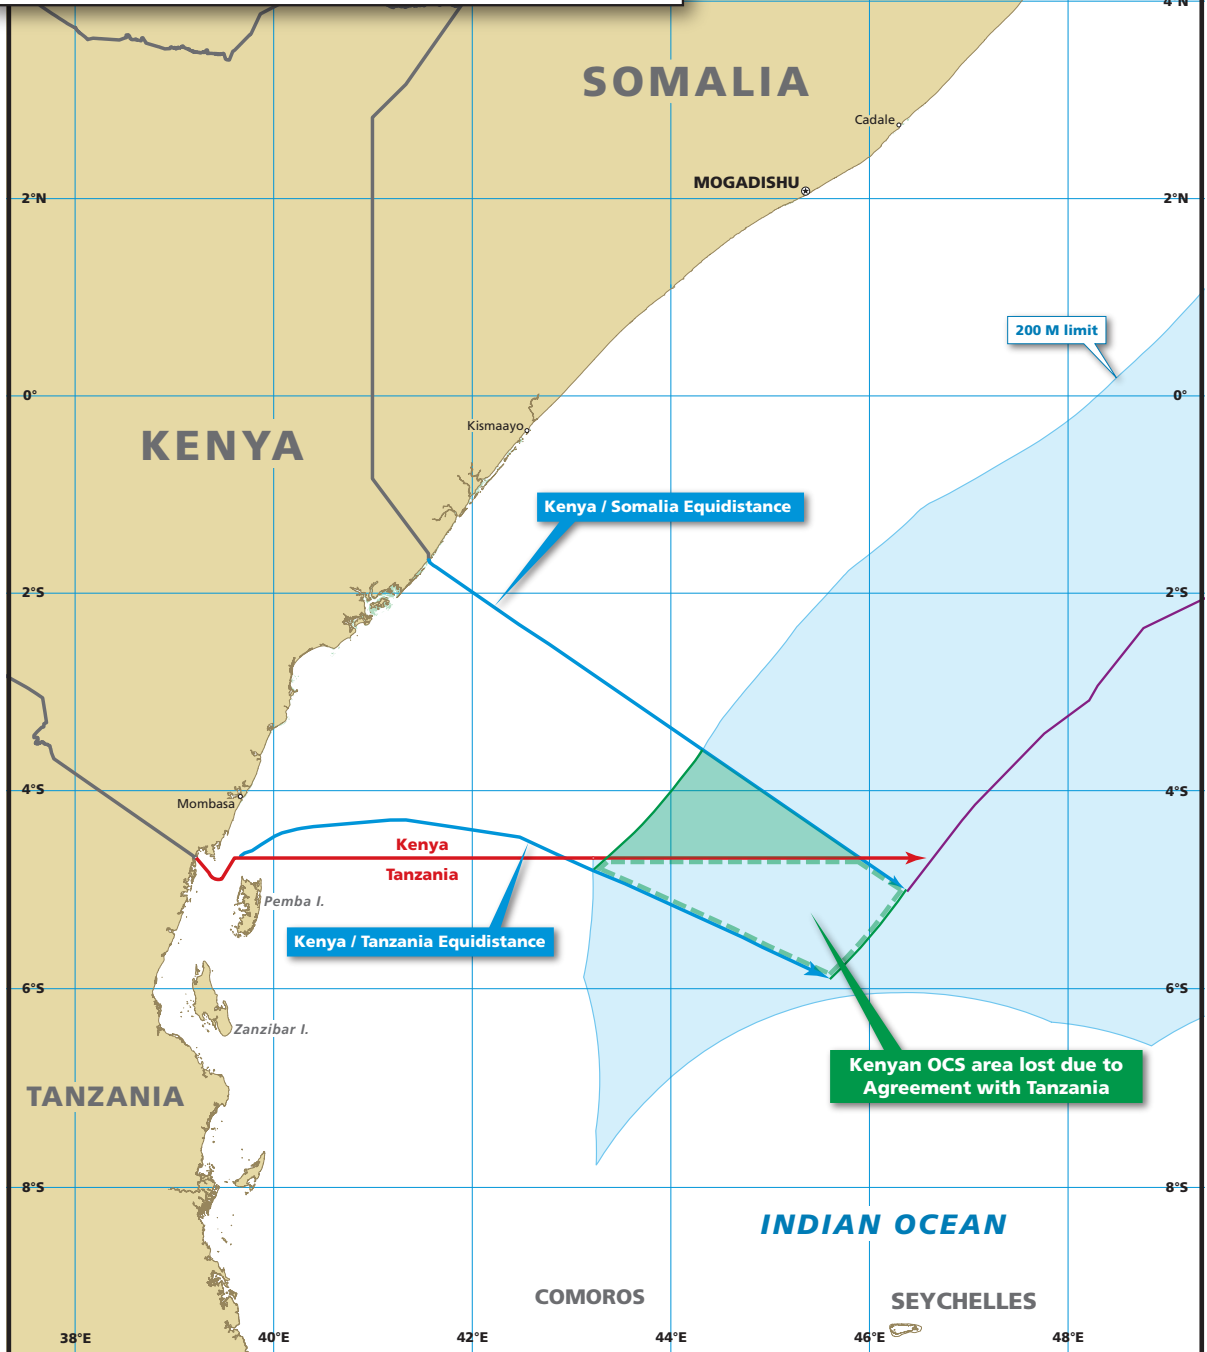 4°N
SOMALIA
Cadale
MOGADISHU
2°N
2°N
200 M limit
0°
0°
KENYA
Kismaayo
Kenya / Somalia Equidistance
2°S
2°S
4°S
4°S
Mombasa
Kenya
Tanzania
Pemba I.
Kenya / Tanzania Equidistance
6°S
6°S
Zanzibar I.
Kenyan OCS area lost due to
Agreement with Tanzania
TANZANIA
8°S
8°S
INDIAN OCEAN
COMOROS
SEYCHELLES
38°E
40°E
42°E
44°E
46°E
48°E